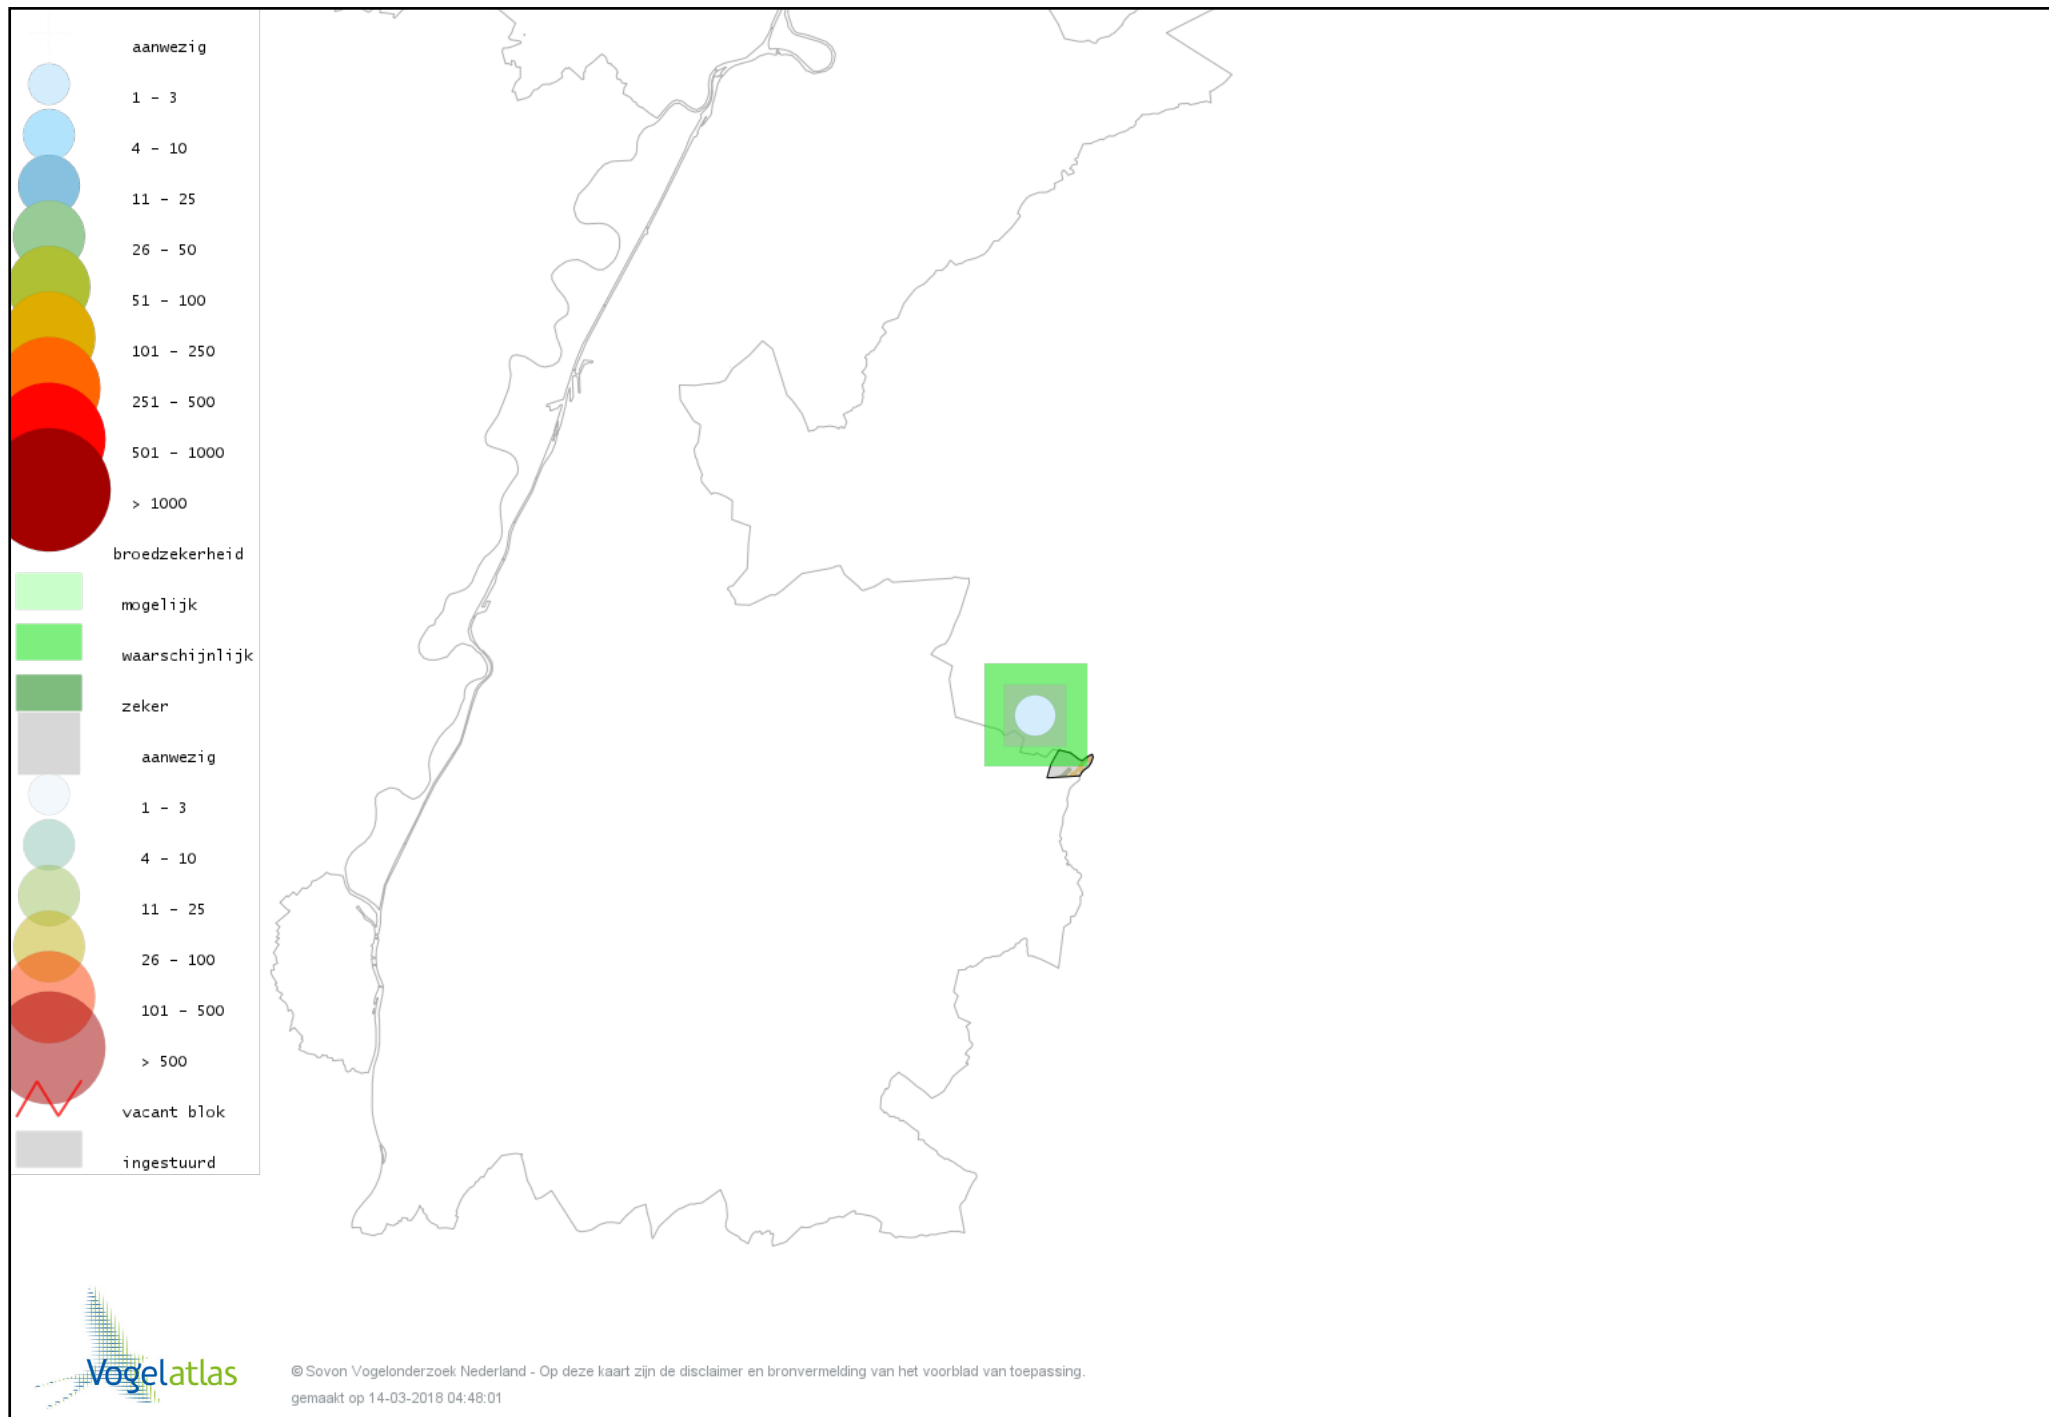 aanwezig
1 - 3
4 - 10
11 - 25
26 - 50
51 - 100
101 - 250
251 - 500
501 - 1000
> 1000
broedzekerheid
mogelijk
waarschijnlijk
zeker
aanwezig
1 - 3
4 - 10
11 - 25
26 - 100
101 - 500
> 500
vacant blok
ingestuurd
Vogelatlas
© Sovon Vogelonderzoek Nederland - Op deze kaart zijn de disclaimer en bronvermelding van het voorblad van toepassing.
gemaakt op 14-03-2018 04:48:01